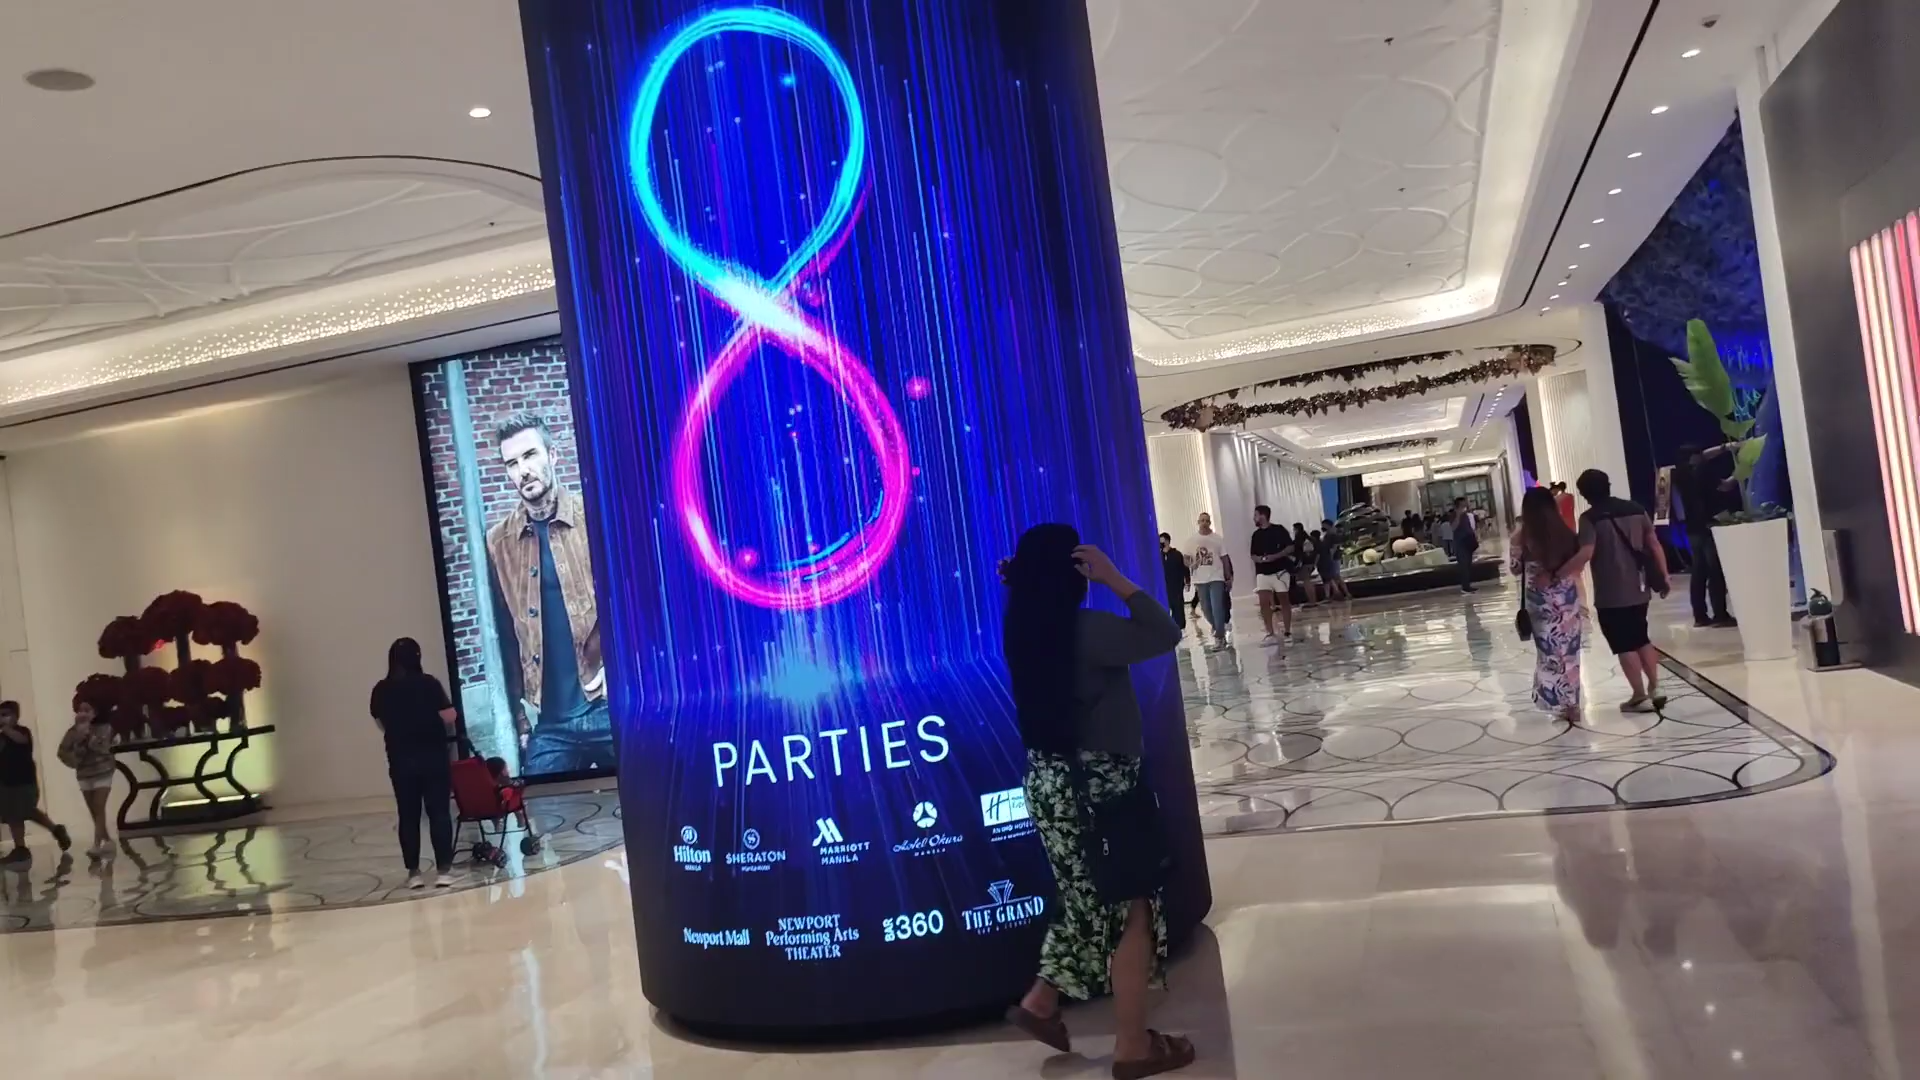 8
PARTIES
Hilton
MANILA
SHERATON
MARRIOTT
MANILA
Hotel Okura
MANILA
H
Newport Mall
NEWPORT
Performing Arts
THEATER
BAR 360
THE GRAND